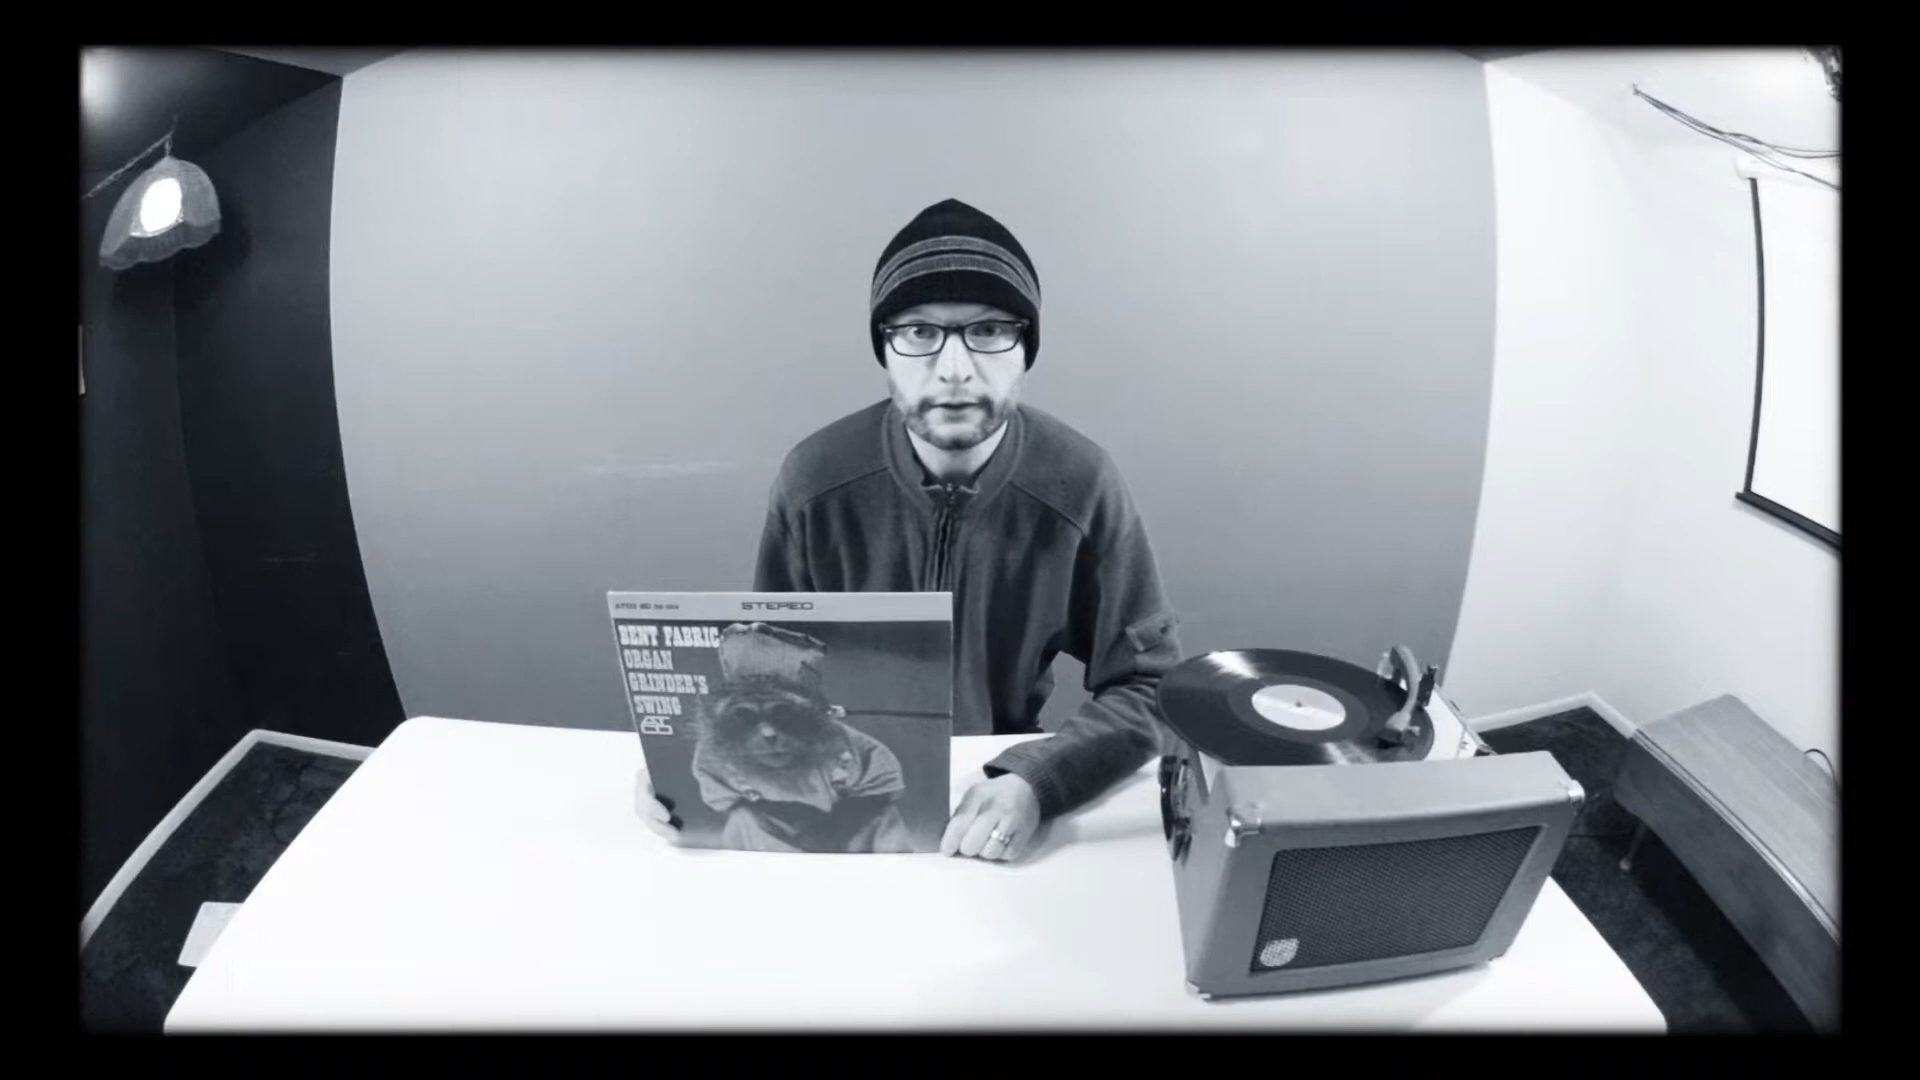 STEREO
BENT FABRIC
ORGAN
GRINDER'S
SWING